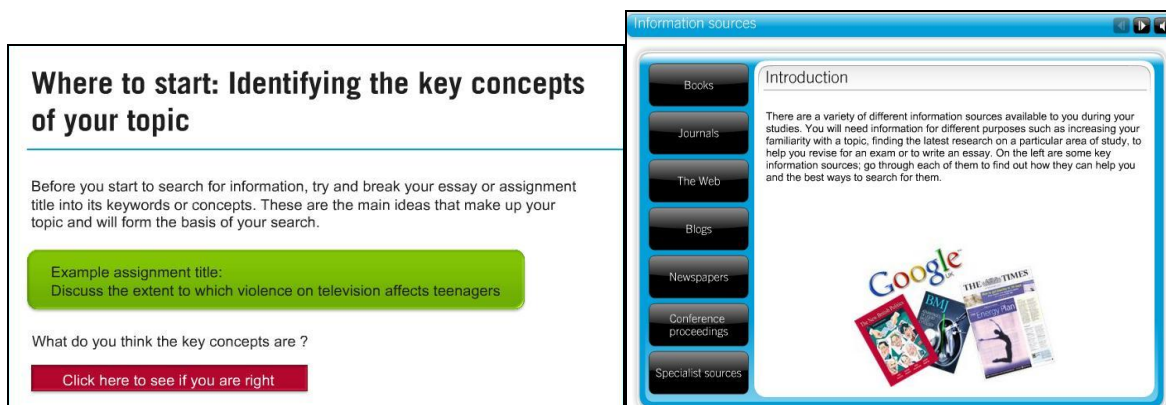 Where to start: Identifying the key concepts
of your topic
Before you start to search for information, try and break your essay or assignment
title into its keywords or concepts. These are the main ideas that make up your
topic and will form the basis of your search.
Example assignment title:
Discuss the extent to which violence on television affects teenagers
What do you think the key concepts are ?
Click here to see if you are right
Information sources
Books
Journals
The Web
Blogs
Newspapers
Conference
proceedings
Specialist sources
Introduction
There are a variety of different information sources available to you during your
studies. You will need information for different purposes such as increasing your
familiarity with a topic, finding the latest research on a particular area of study, to
help you revise for an exam or to write an essay. On the left are some key
information sources; go through each of them to find out how they can help you
and the best ways to search for them.
Google
THE TIMES
BMJ
The New British Politics
The Energy Plan